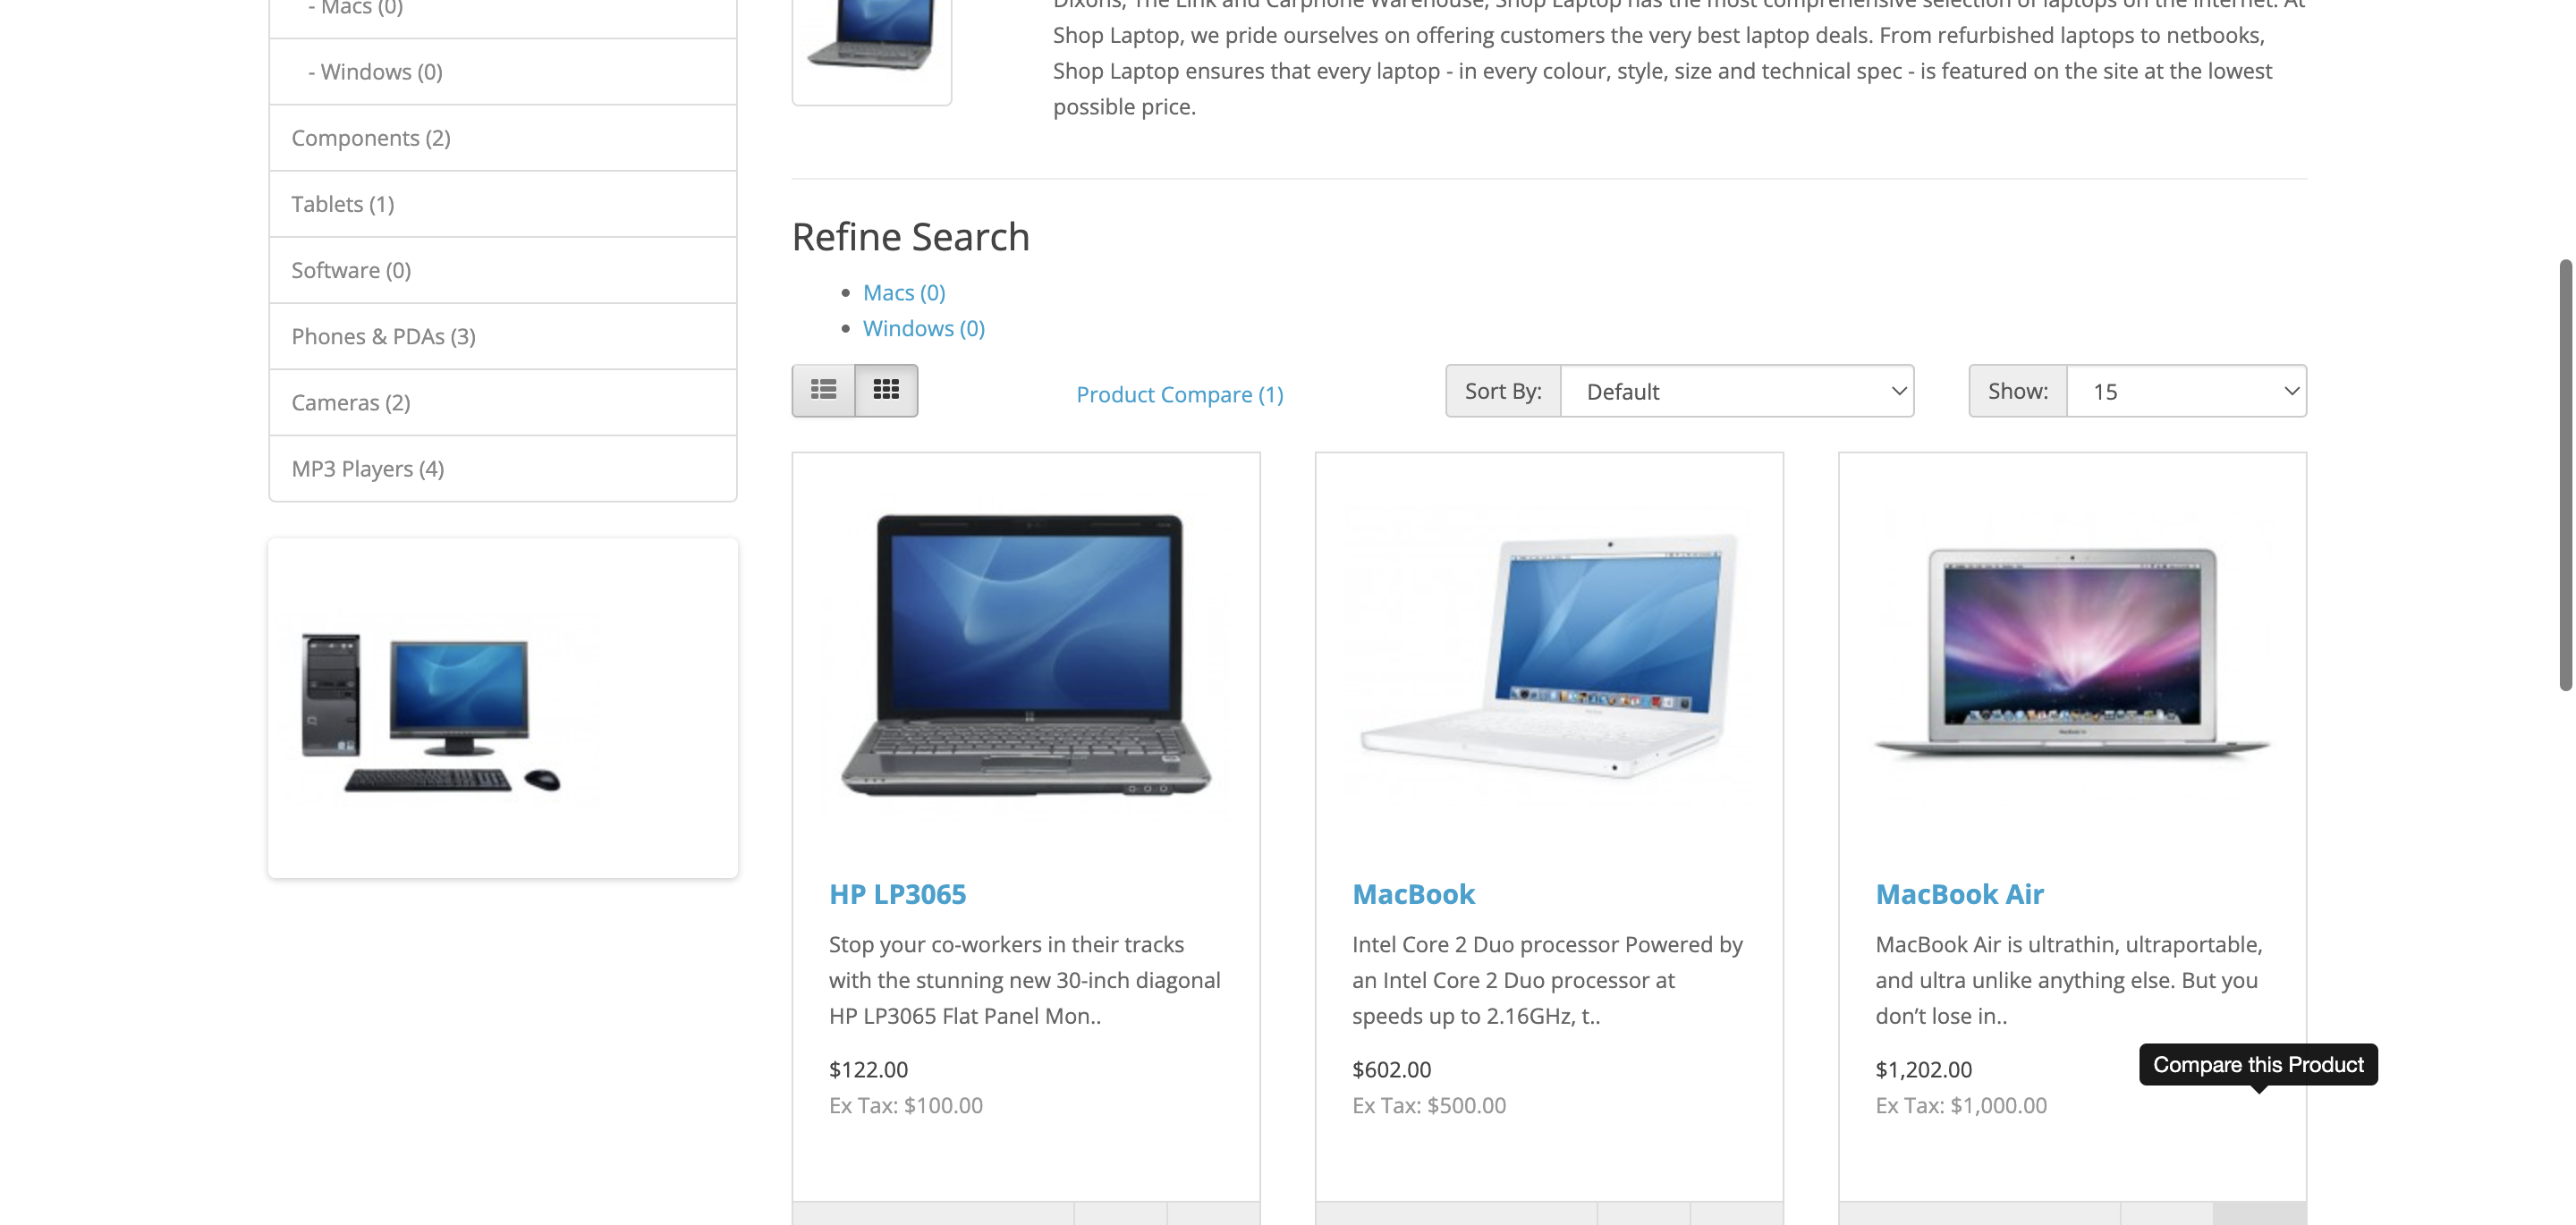 - Macs (0)
- Windows (0)
Components (2)
Tablets (1)
Software (0)
Phones & PDAs (3)
Cameras (2)
MP3 Players (4)
Dixons, The Link and Carphone Warehouse, Shop Laptop has the most comprehensive selection of laptops on the internet. At
Shop Laptop, we pride ourselves on offering customers the very best laptop deals. From refurbished laptops to netbooks,
Shop Laptop ensures that every laptop - in every colour, style, size and technical spec - is featured on the site at the lowest
possible price.
Refine Search
Macs (0)
Windows (0)
Product Compare (1)
Sort By:
Default
Show:
15
HP LP3065
Stop your co-workers in their tracks
with the stunning new 30-inch diagonal
HP LP3065 Flat Panel Mon..
$122.00
Ex Tax: $100.00
MacBook
Intel Core 2 Duo processor Powered by
an Intel Core 2 Duo processor at
speeds up to 2.16GHz, t..
$602.00
Ex Tax: $500.00
MacBook Air
MacBook Air is ultrathin, ultraportable,
and ultra unlike anything else. But you
don’t lose in..
$1,202.00
Ex Tax: $1,000.00
Compare this Product